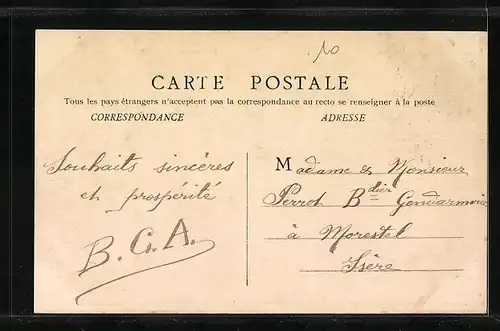 10
CARTE POSTALE
Tous les pays étrangers n'acceptent pas la correspondance au recto se renseigner à la poste
CORRESPONDANCE
ADRESSE
Souhaits sincères
et prospérité
B.G.A.
Madame & Monsieur
Perrot Bdier Gendarmerie
à Morestel
Isère